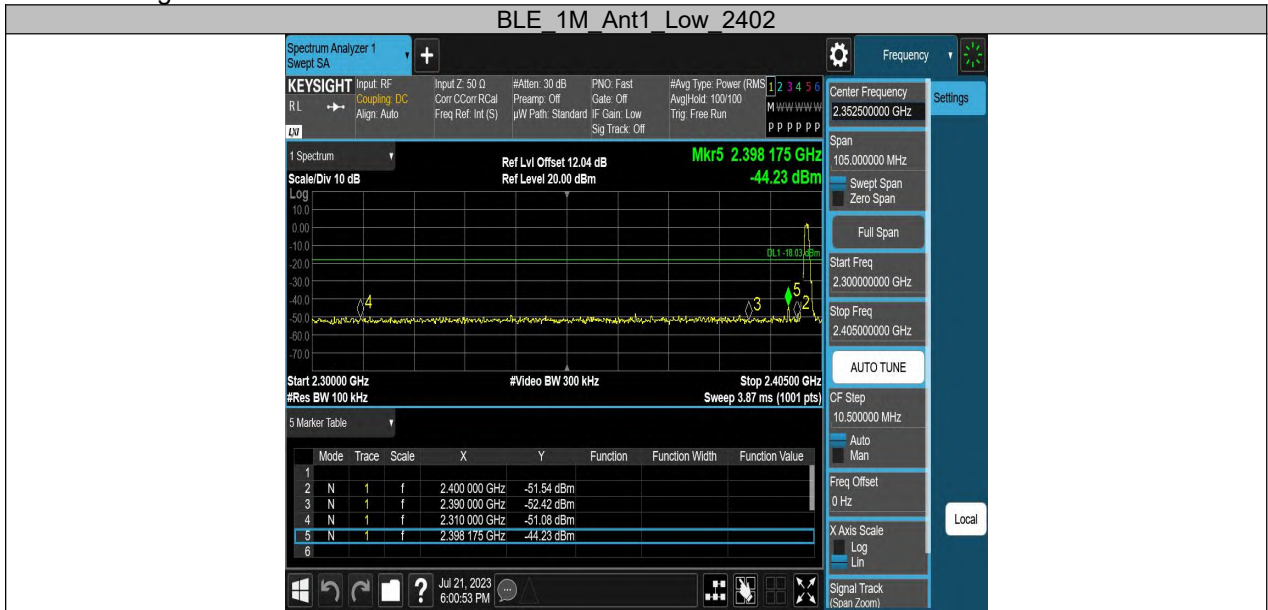 BLE_1M_Ant1_Low_2402
Spectrum Analyzer 1
Swept SA
+
Frequency
KEYSIGHT
RL
LXI
Input: RF
Coupling: DC
Align: Auto
Input Z: 50 Ω
Corr CCorr RCal
Freq Ref: Int (S)
#Atten: 30 dB
Preamp: Off
µW Path: Standard
PNO: Fast
Gate: Off
IF Gain: Low
Sig Track: Off
#Avg Type: Power (RMS
Avg|Hold: 100/100
Trig: Free Run
1 2 3 4 5 6
M W W W W W
P P P P P P
1 Spectrum
Scale/Div 10 dB
Ref Lvl Offset 12.04 dB
Ref Level 20.00 dBm
Mkr5 2.398 175 GHz
-44.23 dBm
Log
10.0
0.00
-10.0
-20.0
-30.0
-40.0
-50.0
-60.0
-70.0
DL1 -18.03 dBm
4
3
5
2
Start 2.30000 GHz
#Res BW 100 kHz
#Video BW 300 kHz
Stop 2.40500 GHz
Sweep 3.87 ms (1001 pts)
5 Marker Table
Mode Trace Scale X Y Function Function Width Function Value
1
2 N 1 f 2.400 000 GHz -51.54 dBm
3 N 1 f 2.390 000 GHz -52.42 dBm
4 N 1 f 2.310 000 GHz -51.08 dBm
5 N 1 f 2.398 175 GHz -44.23 dBm
6
?
Jul 21, 2023
6:00:53 PM
Center Frequency
2.352500000 GHz
Span
105.000000 MHz
Swept Span
Zero Span
Full Span
Start Freq
2.300000000 GHz
Stop Freq
2.405000000 GHz
AUTO TUNE
CF Step
10.500000 MHz
Auto
Man
Freq Offset
0 Hz
X Axis Scale
Log
Lin
Signal Track
(Span Zoom)
Settings
Local